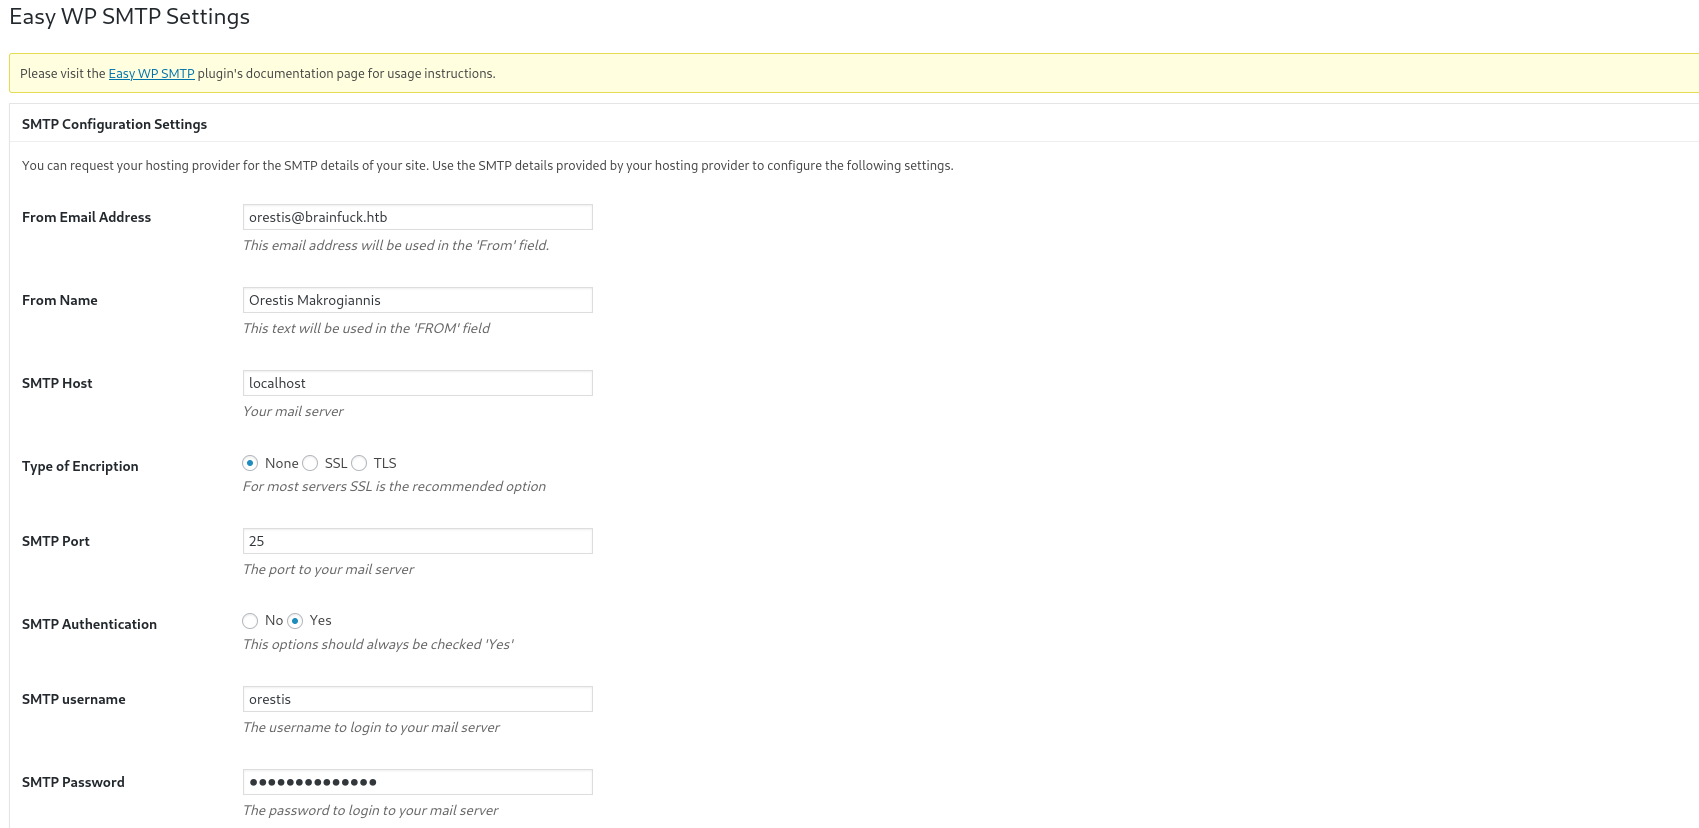 Easy WP SMTP Settings
Please visit the Easy WP SMTP plugin's documentation page for usage instructions.
SMTP Configuration Settings
You can request your hosting provider for the SMTP details of your site. Use the SMTP details provided by your hosting provider to configure the following settings.
From Email Address orestis@brainfuck.htb
This email address will be used in the 'From' field.
From Name Orestis Makrogiannis
This text will be used in the 'FROM' field
SMTP Host localhost
Your mail server
Type of Encription None SSL TLS
For most servers SSL is the recommended option
SMTP Port 25
The port to your mail server
SMTP Authentication No Yes
This options should always be checked 'Yes'
SMTP username orestis
The username to login to your mail server
SMTP Password ●●●●●●●●●●●●●●
The password to login to your mail server